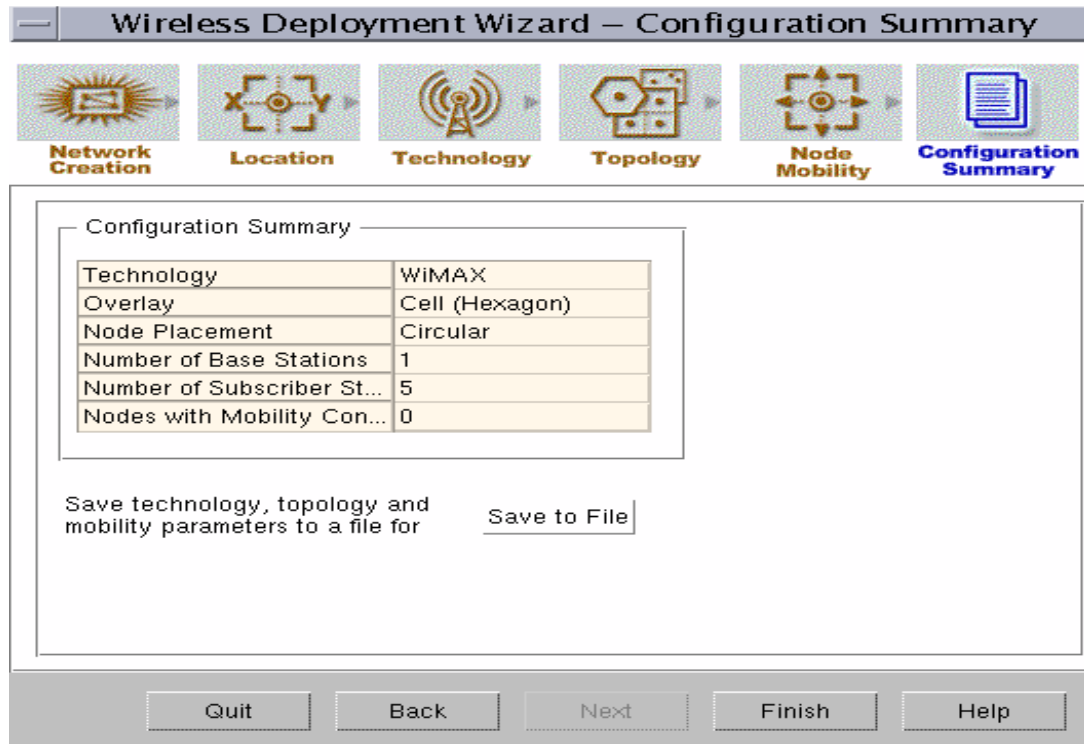 Wireless Deployment Wizard – Configuration Summary
X Y
Network Creation
Location
Technology
Topology
Node Mobility
Configuration Summary
Configuration Summary
Technology WiMAX
Overlay Cell (Hexagon)
Node Placement Circular
Number of Base Stations 1
Number of Subscriber St... 5
Nodes with Mobility Con... 0
Save technology, topology and
mobility parameters to a file for
Save to File
Quit Back Next Finish Help